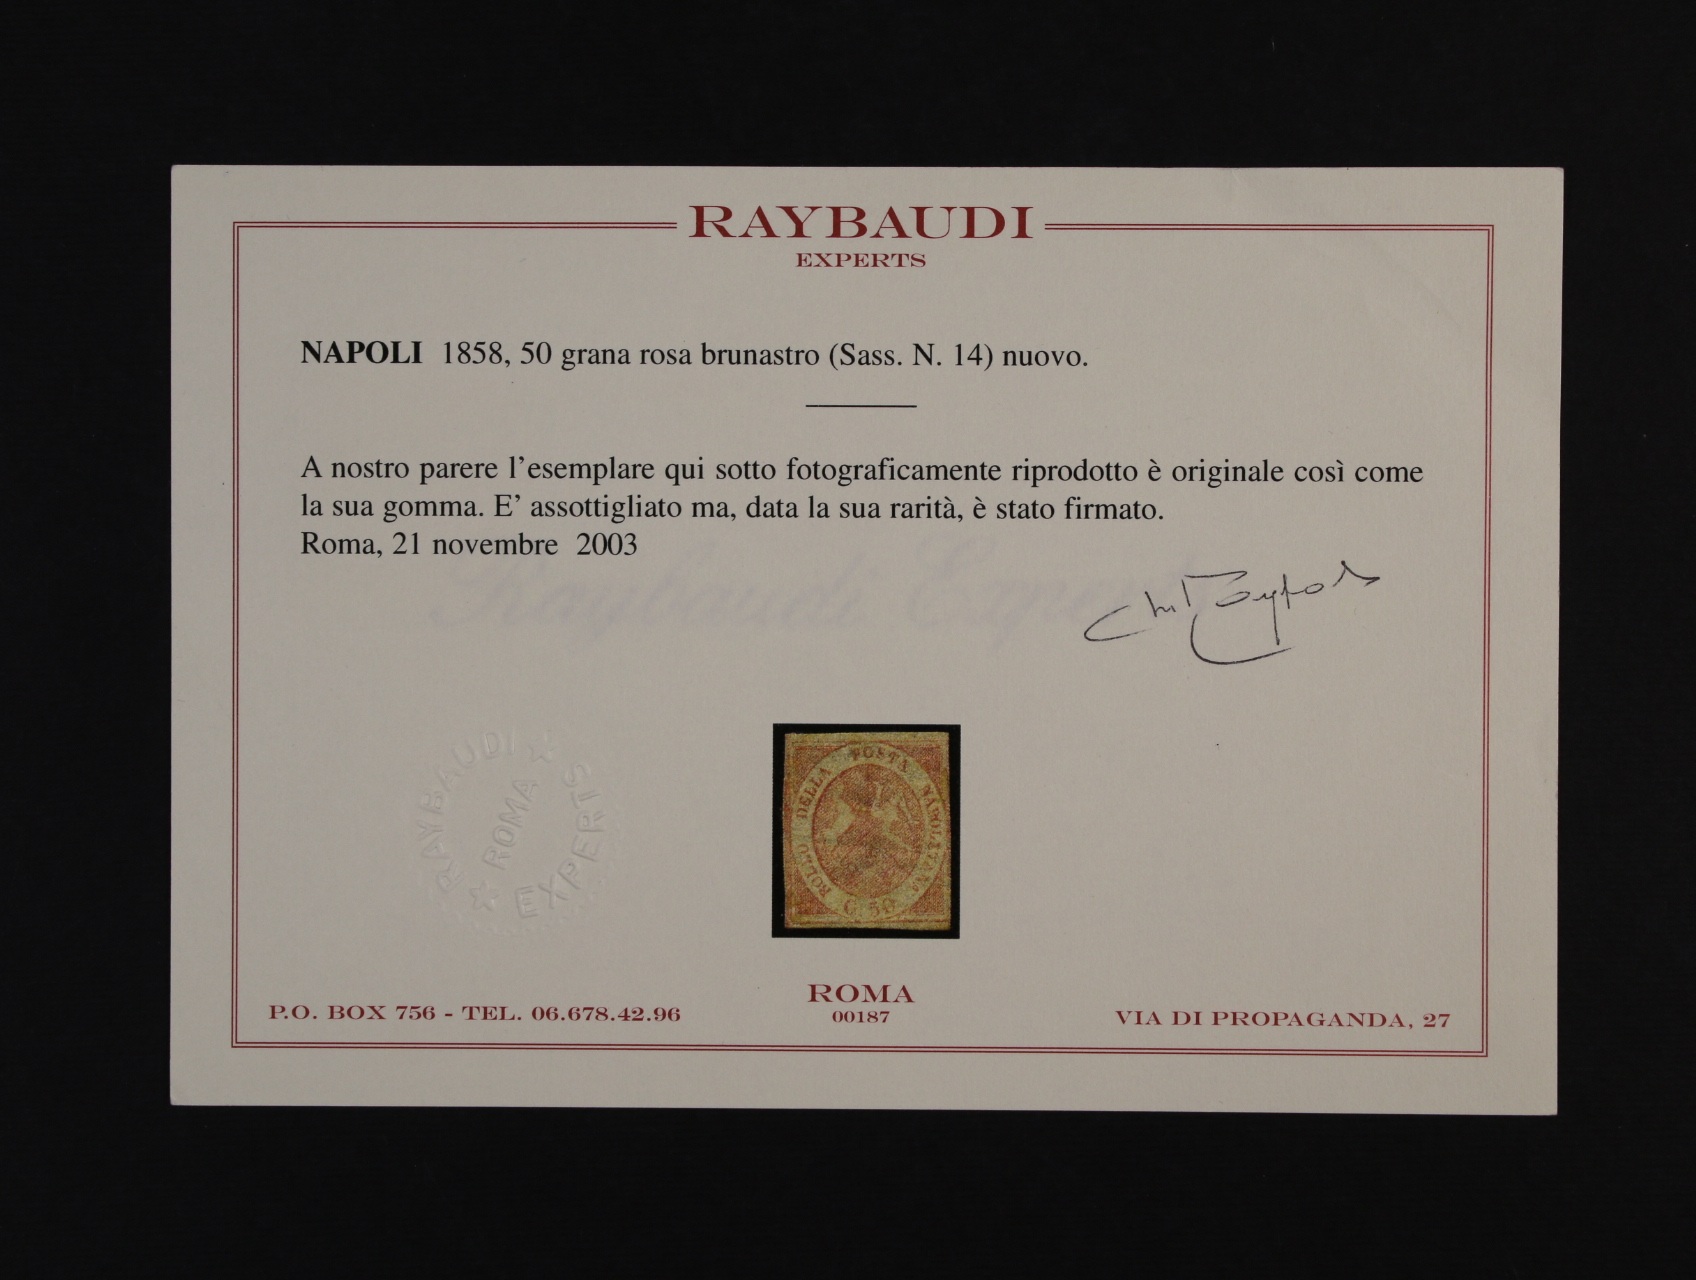 RAYBAUDI
EXPERTS
NAPOLI 1858, 50 grana rosa brunastro (Sass. N. 14) nuovo.
A nostro parere l'esemplare qui sotto fotograficamente riprodotto è originale così come
la sua gomma. E' assottigliato ma, data la sua rarità, è stato firmato.
Roma, 21 novembre 2003
Raybaudi Experts
RAYBAUDI EXPERTS
ROMA
BOLLO DELLA POSTA NAPOLETANA
G. 50
ROMA
00187
P.O. BOX 756 - TEL. 06.678.42.96
VIA DI PROPAGANDA, 27